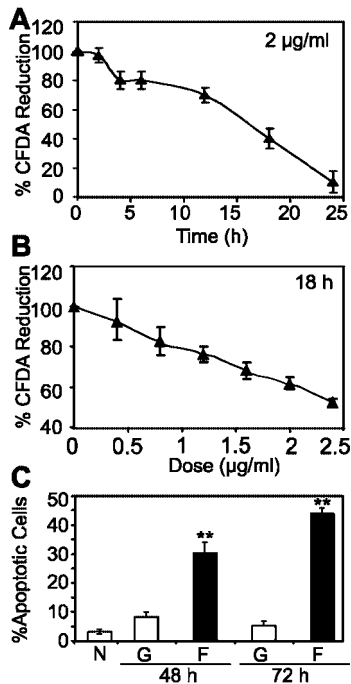 A
2 µg/ml
% CFDA Reduction
120
100
80
60
40
20
0
0 5 10 15 20 25
Time (h)
B
18 h
% CFDA Reduction
120
100
80
60
40
0 0.5 1.0 1.5 2.0 2.5
Dose (µg/ml)
C
%Apoptotic Cells
50
40
30
20
10
0
** **
N G F G F
48 h 72 h